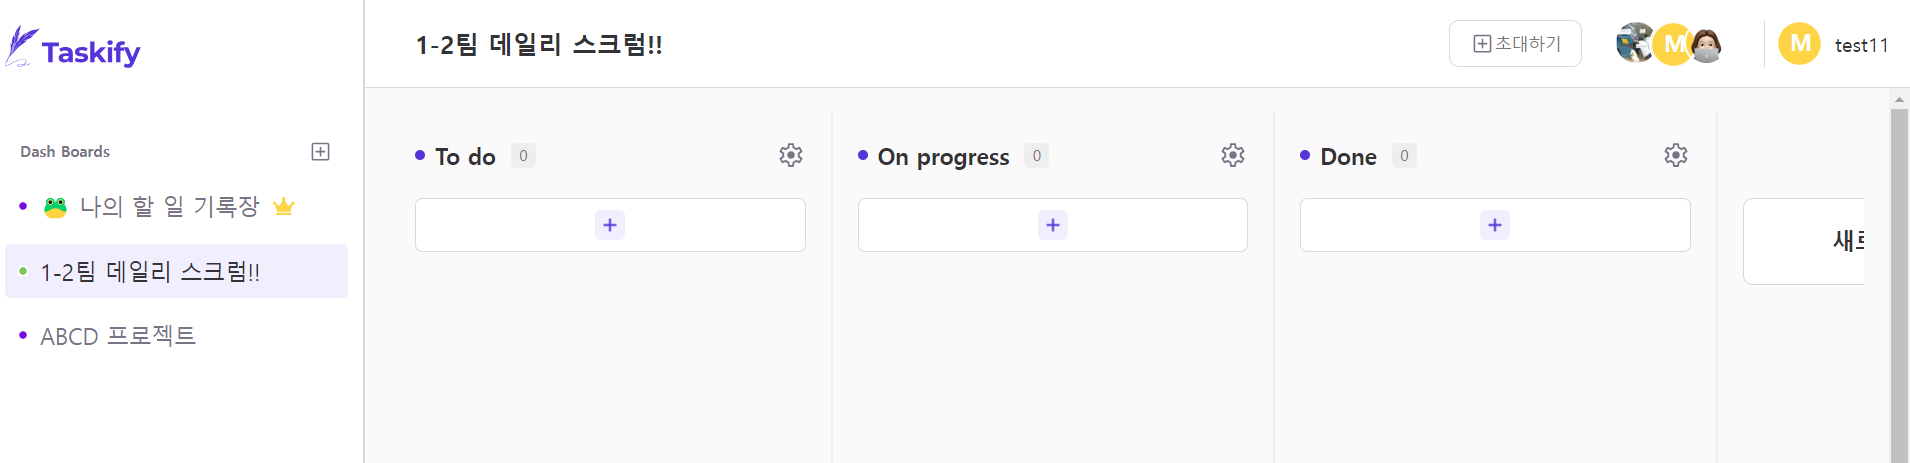 Taskify
1-2팀 데일리 스크럼!!
초대하기
M
M
test11
Dash Boards
🐸 나의 할 일 기록장
1-2팀 데일리 스크럼!!
ABCD 프로젝트
To do 0
On progress 0
Done 0
+
+
+
새로